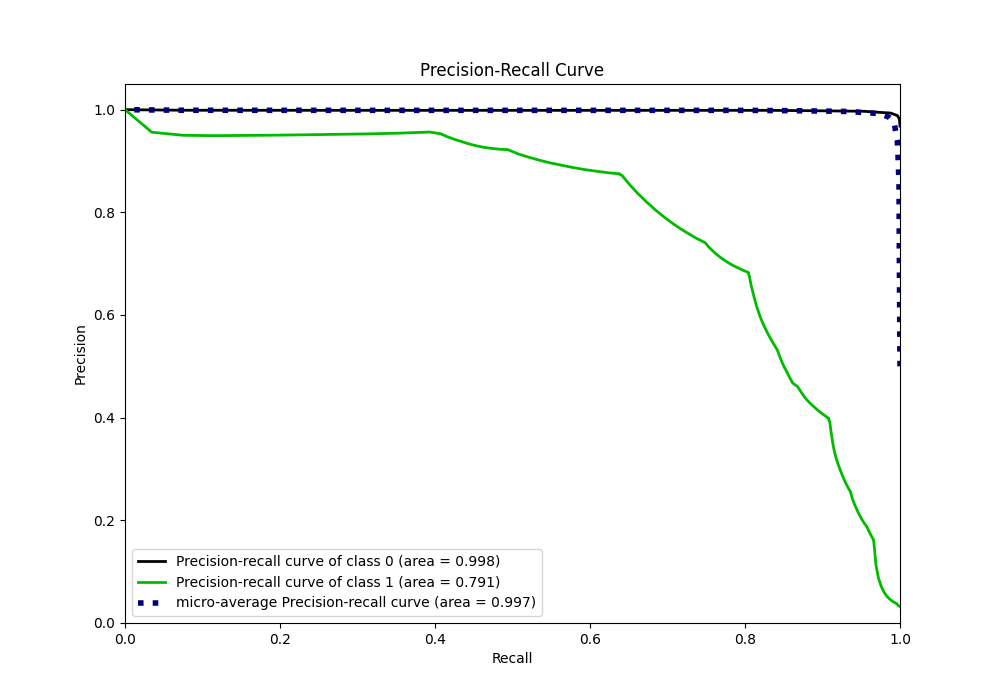 Precision-Recall Curve
1.0
0.8
0.6
0.4
0.2
0.0
Precision
Precision-recall curve of class 0 (area = 0.998)
Precision-recall curve of class 1 (area = 0.791)
micro-average Precision-recall curve (area = 0.997)
0.0 0.2 0.4 0.6 0.8 1.0
Recall